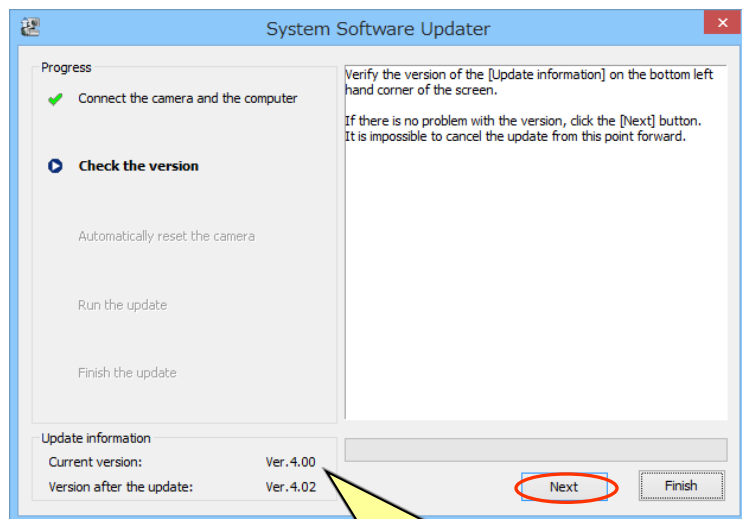 System Software Updater
Progress
Connect the camera and the computer
Check the version
Automatically reset the camera
Run the update
Finish the update
Verify the version of the [Update information] on the bottom left
hand corner of the screen.
If there is no problem with the version, click the [Next] button.
It is impossible to cancel the update from this point forward.
Update information
Current version: Ver.4.00
Version after the update: Ver.4.02
Next
Finish